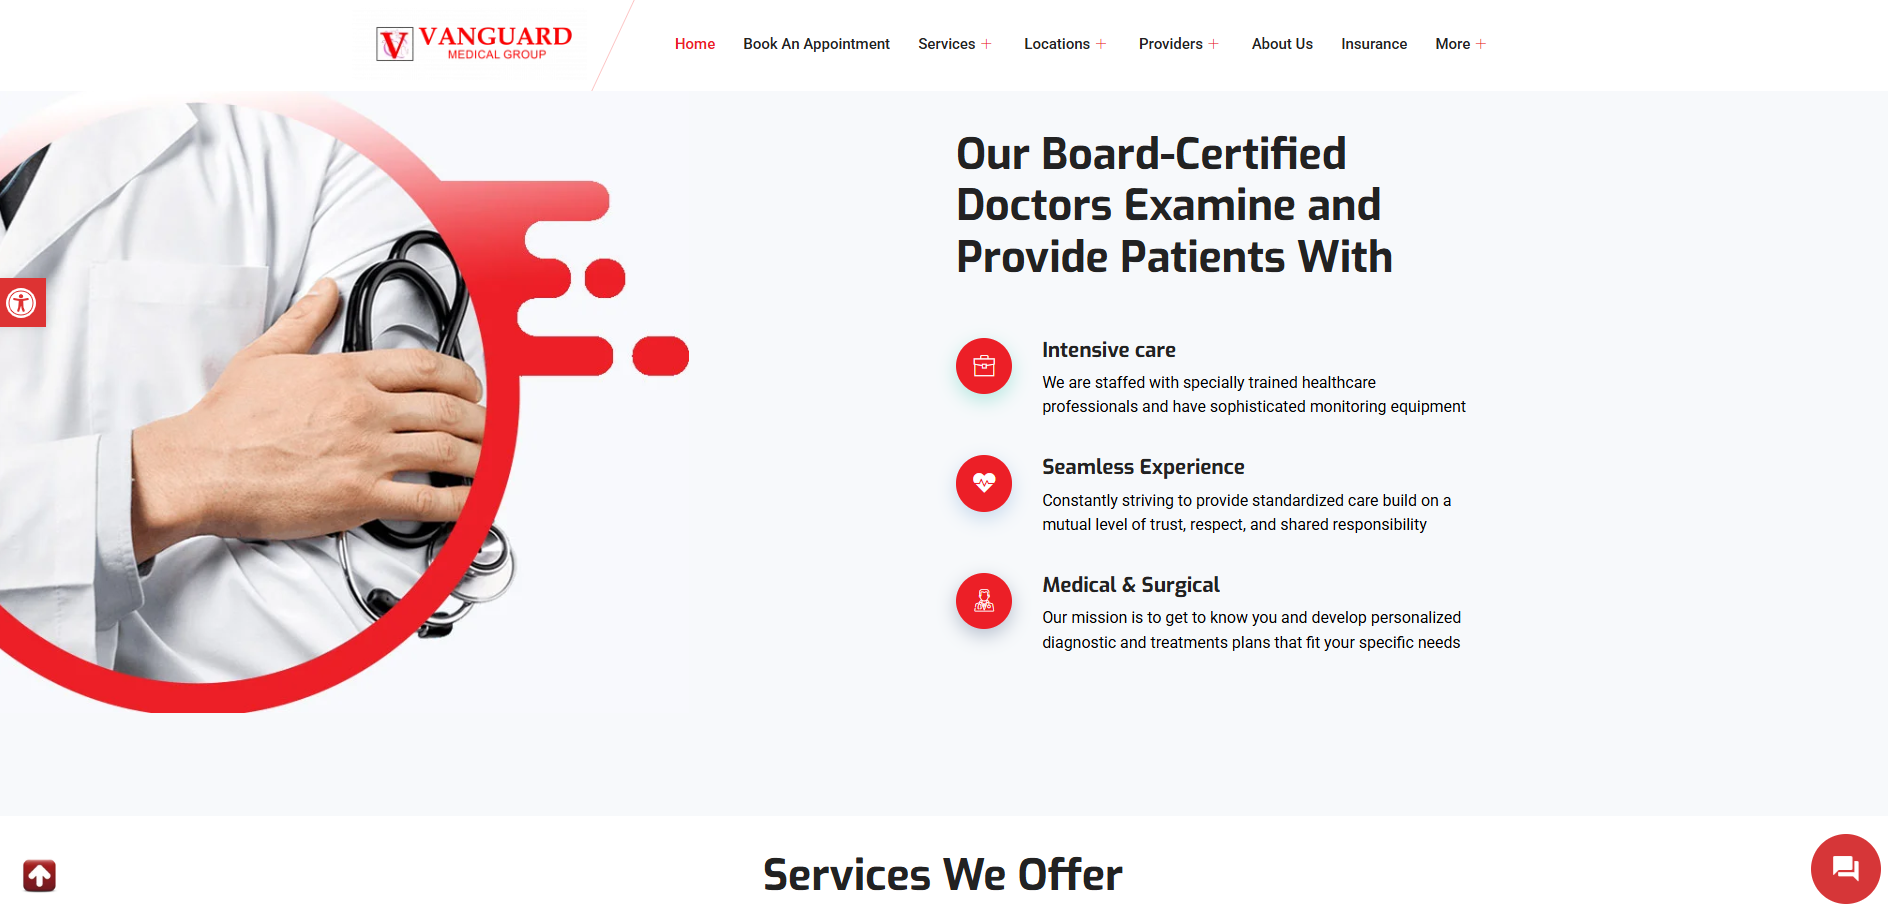 VANGUARD
MEDICAL GROUP
Home
Book An Appointment
Services +
Locations +
Providers +
About Us
Insurance
More +
Our Board-Certified
Doctors Examine and
Provide Patients With
Intensive care
We are staffed with specially trained healthcare
professionals and have sophisticated monitoring equipment
Seamless Experience
Constantly striving to provide standardized care build on a
mutual level of trust, respect, and shared responsibility
Medical & Surgical
Our mission is to get to know you and develop personalized
diagnostic and treatments plans that fit your specific needs
Services We Offer